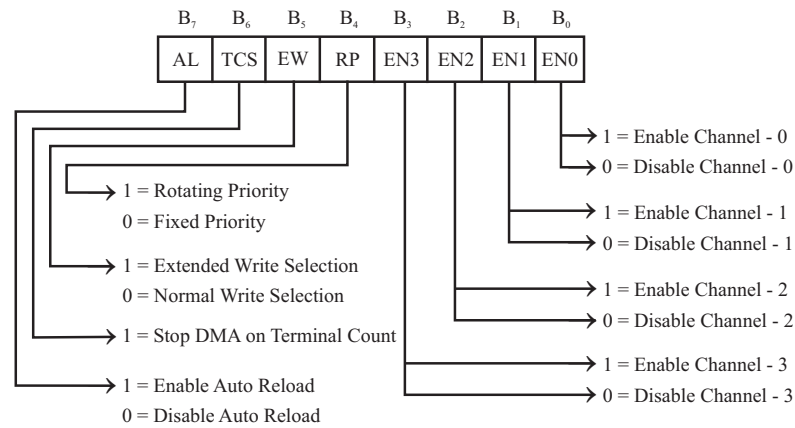 B₇ B₆ B₅ B₄ B₃ B₂ B₁ B₀
AL TCS EW RP EN3 EN2 EN1 EN0
1 = Enable Channel - 0
0 = Disable Channel - 0
1 = Rotating Priority
0 = Fixed Priority
1 = Enable Channel - 1
0 = Disable Channel - 1
1 = Extended Write Selection
0 = Normal Write Selection
1 = Enable Channel - 2
0 = Disable Channel - 2
1 = Stop DMA on Terminal Count
1 = Enable Channel - 3
0 = Disable Channel - 3
1 = Enable Auto Reload
0 = Disable Auto Reload